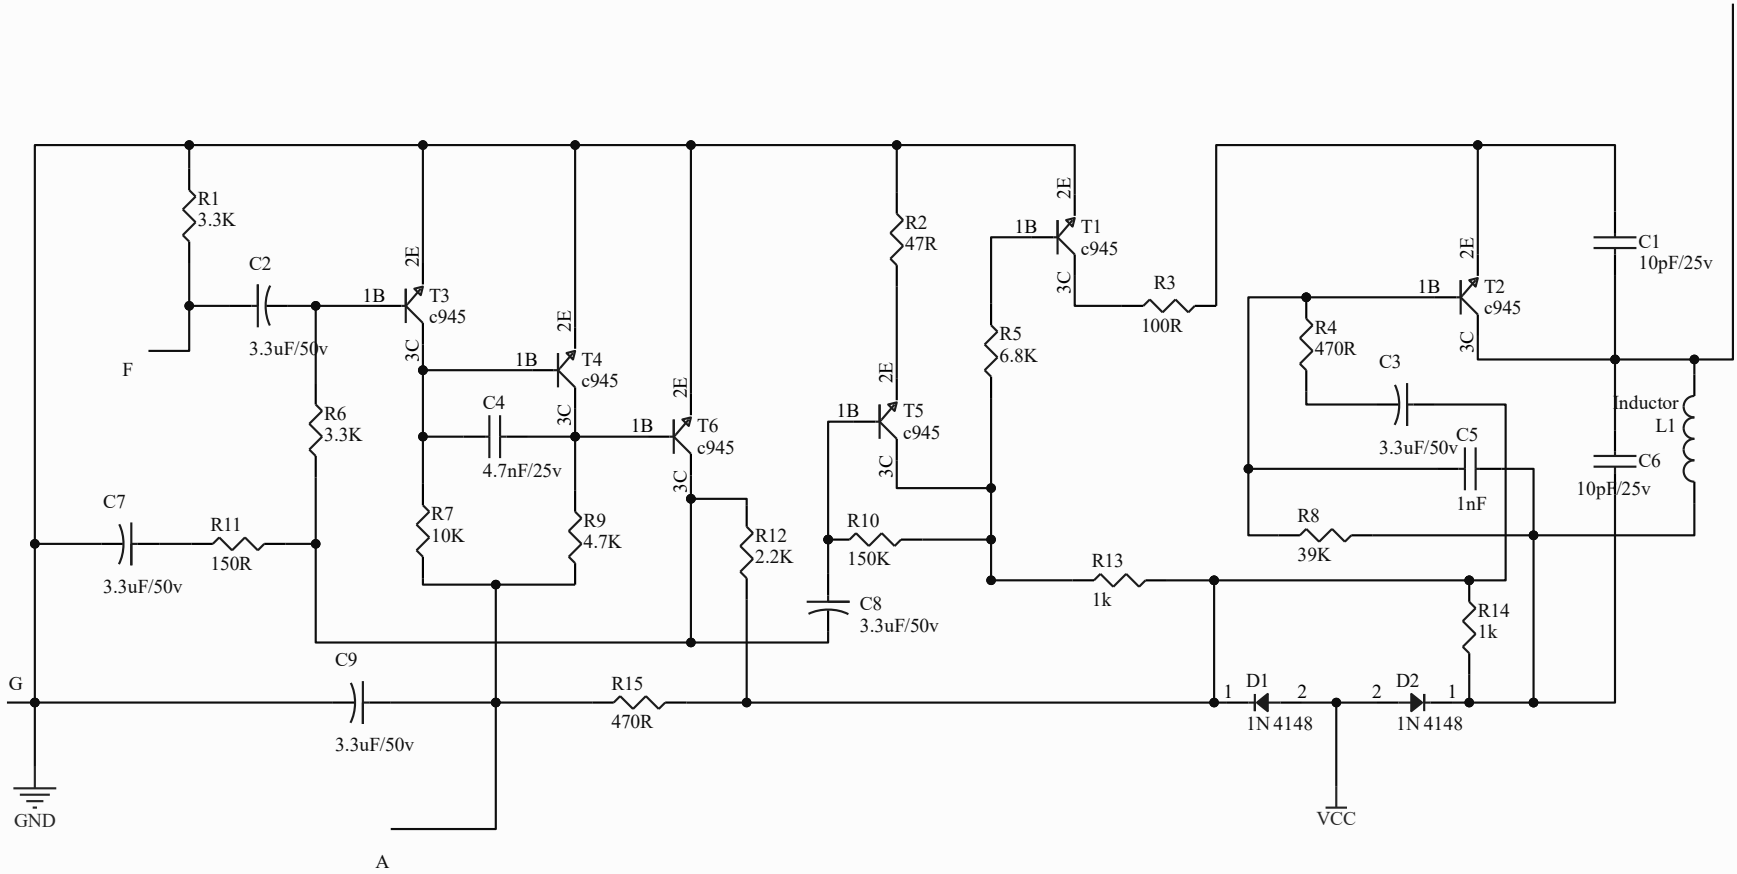 R1
3.3K
C2
3.3uF/50v
F
1B
2E
T3
c945
3C
R6
3.3K
C7
3.3uF/50v
R11
150R
1B
2E
T4
c945
3C
C4
4.7nF/25v
R7
10K
R9
4.7K
1B
2E
T6
c945
3C
R12
2.2K
R2
47R
1B
2E
T5
c945
3C
R10
150K
C8
3.3uF/50v
1B
2E
T1
c945
3C
R5
6.8K
R3
100R
R13
1k
1B
2E
T2
c945
3C
R4
470R
C3
3.3uF/50v
C5
1nF
R8
39K
C1
10pF/25v
Inductor
L1
C6
10pF/25v
R14
1k
G
C9
3.3uF/50v
R15
470R
1
D1
2
1N4148
2
D2
1
1N4148
GND
VCC
A